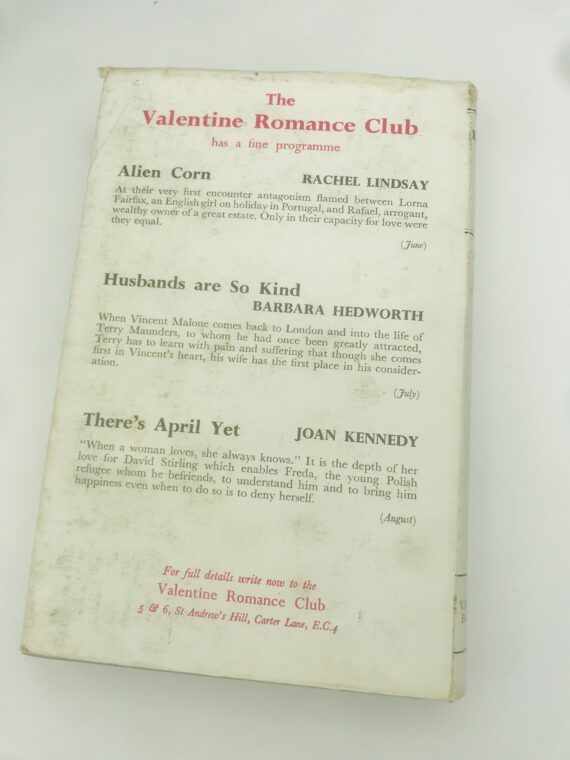 The
Valentine Romance Club
has a fine programme
Alien Corn RACHEL LINDSAY
At their very first encounter antagonism flamed between Lorna
Fairfax, an English girl on holiday in Portugal, and Rafael, arrogant,
wealthy owner of a great estate. Only in their capacity for love were
they equal.
(June)
Husbands are So Kind
BARBARA HEDWORTH
When Vincent Malone comes back to London and into the life of
Terry Maunders, to whom he had once been greatly attracted,
Terry has to learn with pain and suffering that though she comes
first in Vincent's heart, his wife has the first place in his consider-
ation.
(July)
There's April Yet JOAN KENNEDY
"When a woman loves, she always knows." It is the depth of her
love for David Stirling which enables Freda, the young Polish
refugee whom he befriends, to understand him and to bring him
happiness even when to do so is to deny herself.
(August)
For full details write now to the
Valentine Romance Club
5 & 6, St Andrew's Hill, Carter Lane, E.C.4